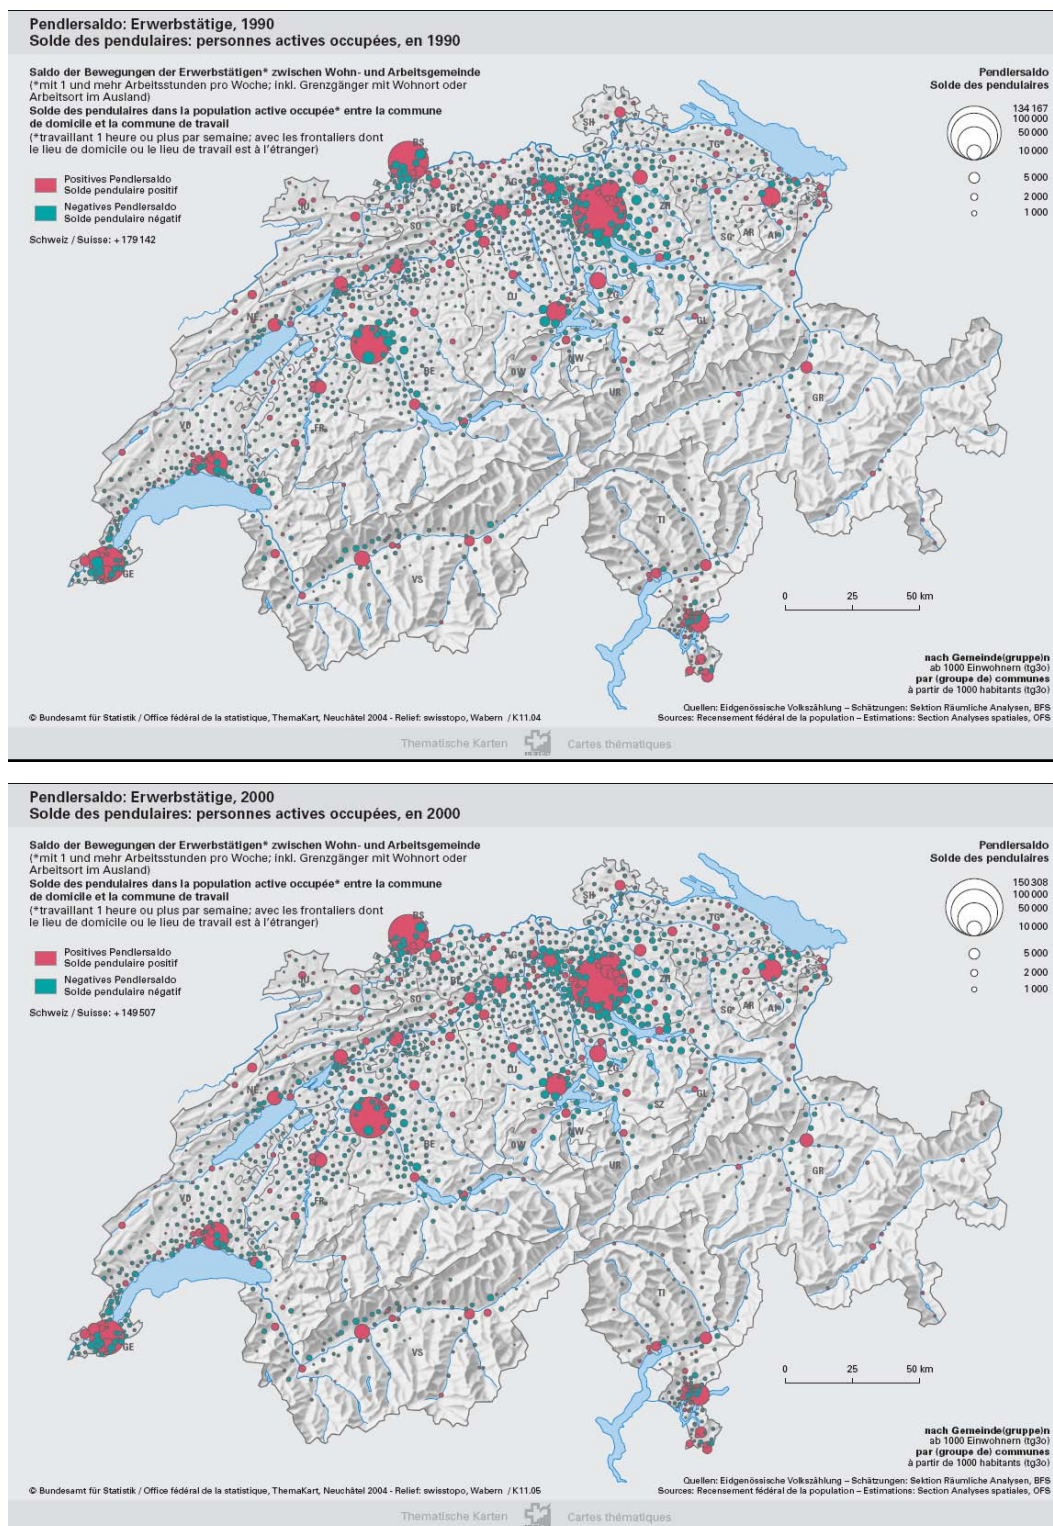 Pendlersaldo: Erwerbstätige, 1990
Solde des pendulaires: personnes actives occupées, en 1990
Saldo der Bewegungen der Erwerbstätigen* zwischen Wohn- und Arbeitsgemeinde
(*mit 1 und mehr Arbeitsstunden pro Woche; inkl. Grenzgänger mit Wohnort oder
Arbeitsort im Ausland)
Solde des pendulaires dans la population active occupée* entre la commune
de domicile et la commune de travail
(*travaillant 1 heure ou plus par semaine; avec les frontaliers dont
le lieu de domicile ou le lieu de travail est à l'étranger)
Positives Pendlersaldo
Solde pendulaire positif
Negatives Pendlersaldo
Solde pendulaire négatif
Schweiz / Suisse: + 179 142
Pendlersaldo
Solde des pendulaires
134 167
100 000
50 000
10 000
5 000
2 000
1 000
SH
BS
TG
AG
BL
ZH
JU
SO
SG
AR
AI
LU
ZG
NE
SZ
GL
NW
OW
BE
UR
GR
VD
FR
TI
GE
VS
0 25 50 km
nach Gemeinde(gruppe)n
ab 1000 Einwohnern (tg3o)
par (groupe de) communes
à partir de 1000 habitants (tg3o)
© Bundesamt für Statistik / Office fédéral de la statistique, ThemaKart, Neuchâtel 2004 - Relief: swisstopo, Wabern / K11.04
Quellen: Eidgenössische Volkszählung – Schätzungen: Sektion Räumliche Analysen, BFS
Sources: Recensement fédéral de la population – Estimations: Section Analyses spatiales, OFS
Thematische Karten
Cartes thématiques
Pendlersaldo: Erwerbstätige, 2000
Solde des pendulaires: personnes actives occupées, en 2000
Saldo der Bewegungen der Erwerbstätigen* zwischen Wohn- und Arbeitsgemeinde
(*mit 1 und mehr Arbeitsstunden pro Woche; inkl. Grenzgänger mit Wohnort oder
Arbeitsort im Ausland)
Solde des pendulaires dans la population active occupée* entre la commune
de domicile et la commune de travail
(*travaillant 1 heure ou plus par semaine; avec les frontaliers dont
le lieu de domicile ou le lieu de travail est à l'étranger)
Positives Pendlersaldo
Solde pendulaire positif
Negatives Pendlersaldo
Solde pendulaire négatif
Schweiz / Suisse: + 149 507
Pendlersaldo
Solde des pendulaires
150 308
100 000
50 000
10 000
5 000
2 000
1 000
SH
BS
TG
AG
BL
ZH
JU
SO
SG
AR
AI
LU
ZG
NE
SZ
GL
NW
OW
BE
UR
GR
VD
FR
TI
GE
VS
0 25 50 km
nach Gemeinde(gruppe)n
ab 1000 Einwohnern (tg3o)
par (groupe de) communes
à partir de 1000 habitants (tg3o)
© Bundesamt für Statistik / Office fédéral de la statistique, ThemaKart, Neuchâtel 2004 - Relief: swisstopo, Wabern / K11.05
Quellen: Eidgenössische Volkszählung – Schätzungen: Sektion Räumliche Analysen, BFS
Sources: Recensement fédéral de la population – Estimations: Section Analyses spatiales, OFS
Thematische Karten
Cartes thématiques